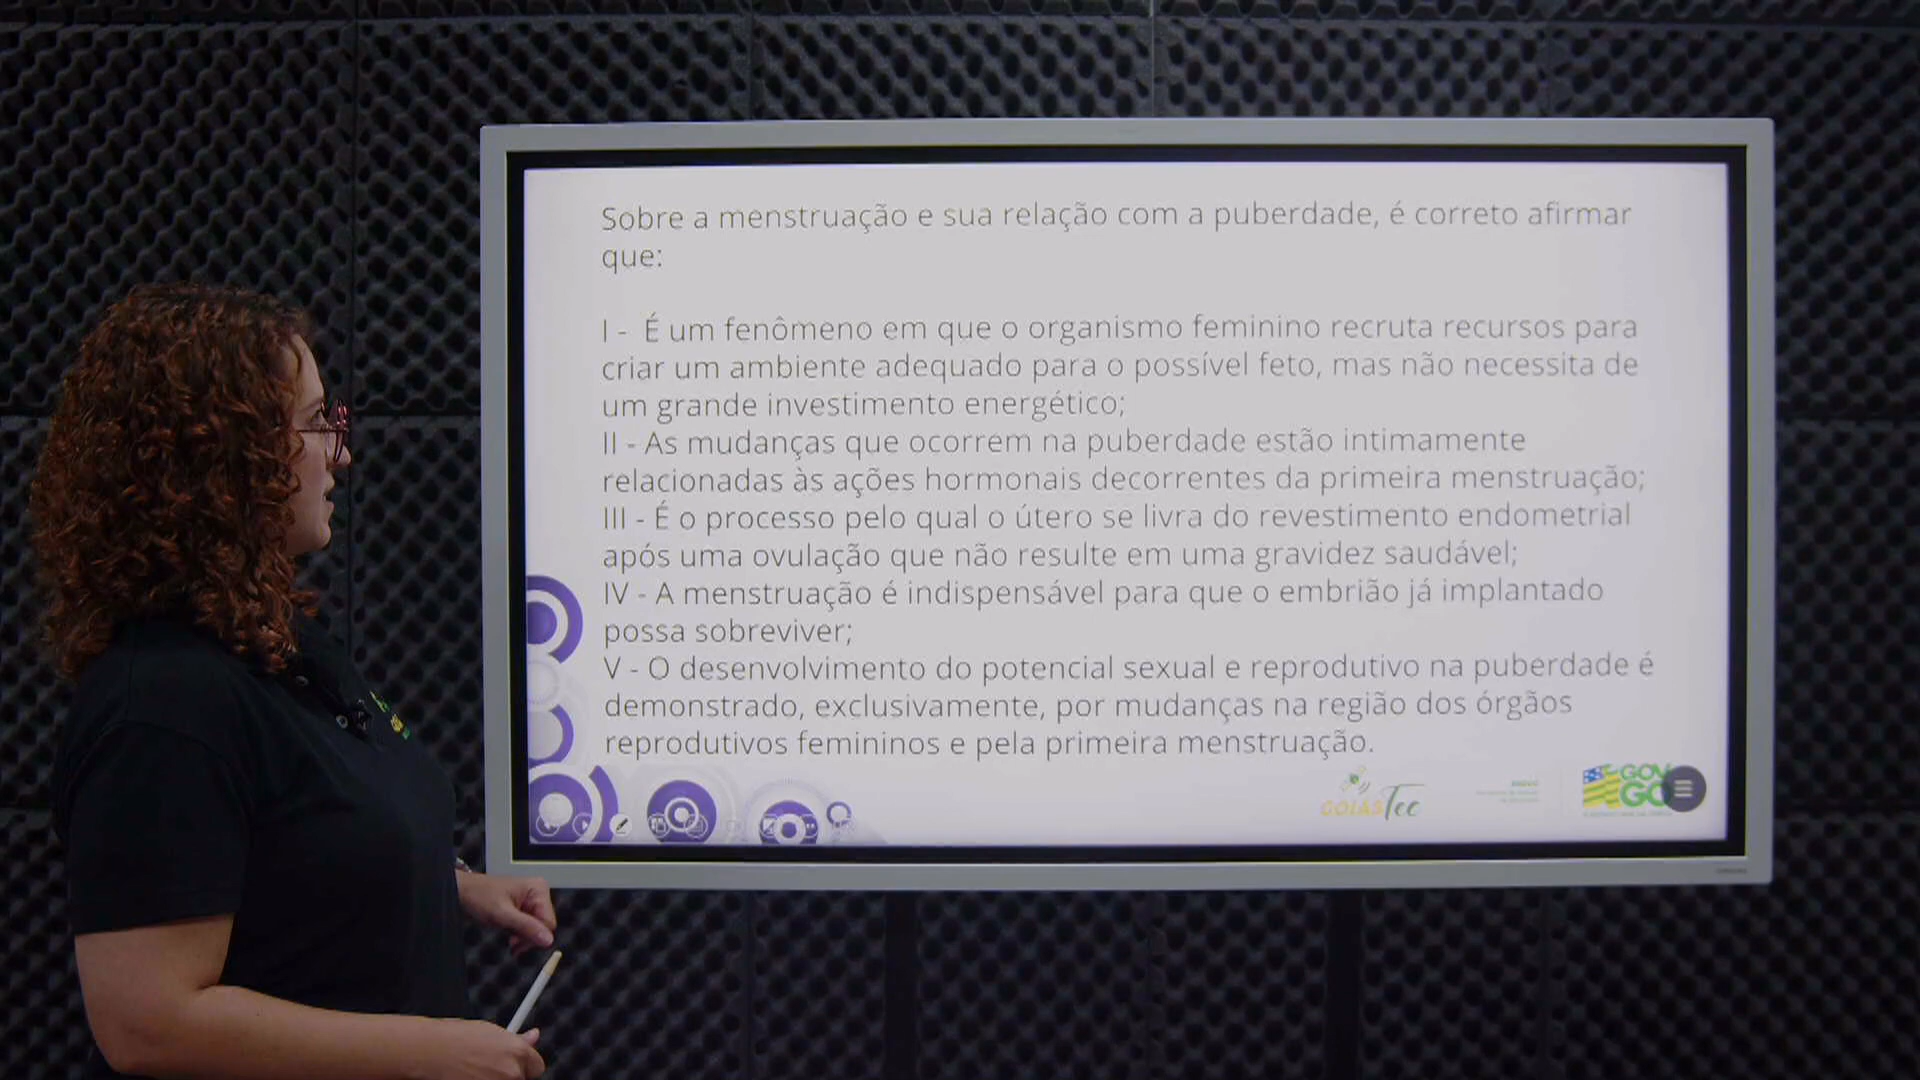 Sobre a menstruação e sua relação com a puberdade, é correto afirmar
que:
I - É um fenômeno em que o organismo feminino recruta recursos para
criar um ambiente adequado para o possível feto, mas não necessita de
um grande investimento energético;
II - As mudanças que ocorrem na puberdade estão intimamente
relacionadas às ações hormonais decorrentes da primeira menstruação;
III - É o processo pelo qual o útero se livra do revestimento endometrial
após uma ovulação que não resulte em uma gravidez saudável;
IV - A menstruação é indispensável para que o embrião já implantado
possa sobreviver;
V - O desenvolvimento do potencial sexual e reprodutivo na puberdade é
demonstrado, exclusivamente, por mudanças na região dos órgãos
reprodutivos femininos e pela primeira menstruação.
GOIÁS Tec
GOV
GO